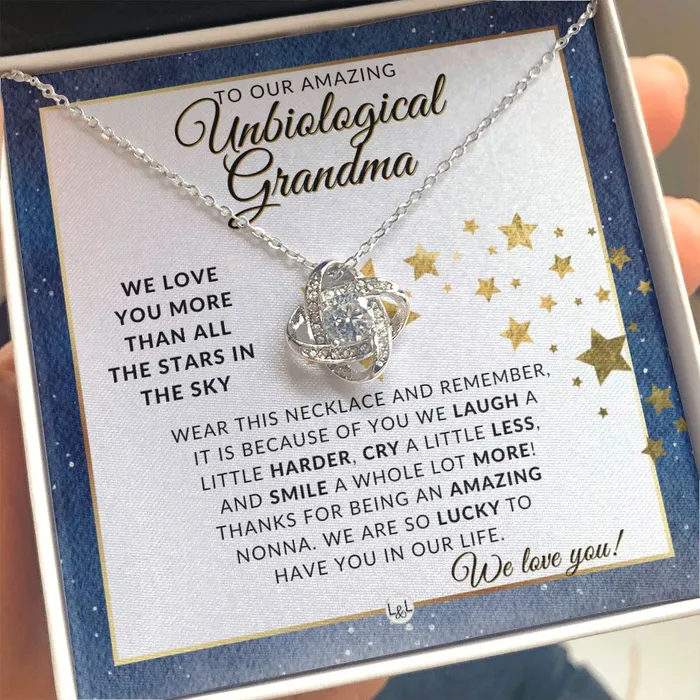 TO OUR AMAZING
Unbiological
Grandma
WE LOVE
YOU MORE
THAN ALL
THE STARS IN
THE SKY
WEAR THIS NECKLACE AND REMEMBER,
IT IS BECAUSE OF YOU WE LAUGH A
LITTLE HARDER, CRY A LITTLE LESS,
AND SMILE A WHOLE LOT MORE!
THANKS FOR BEING AN AMAZING
NONNA. WE ARE SO LUCKY TO
HAVE YOU IN OUR LIFE.
We love you!
L&L